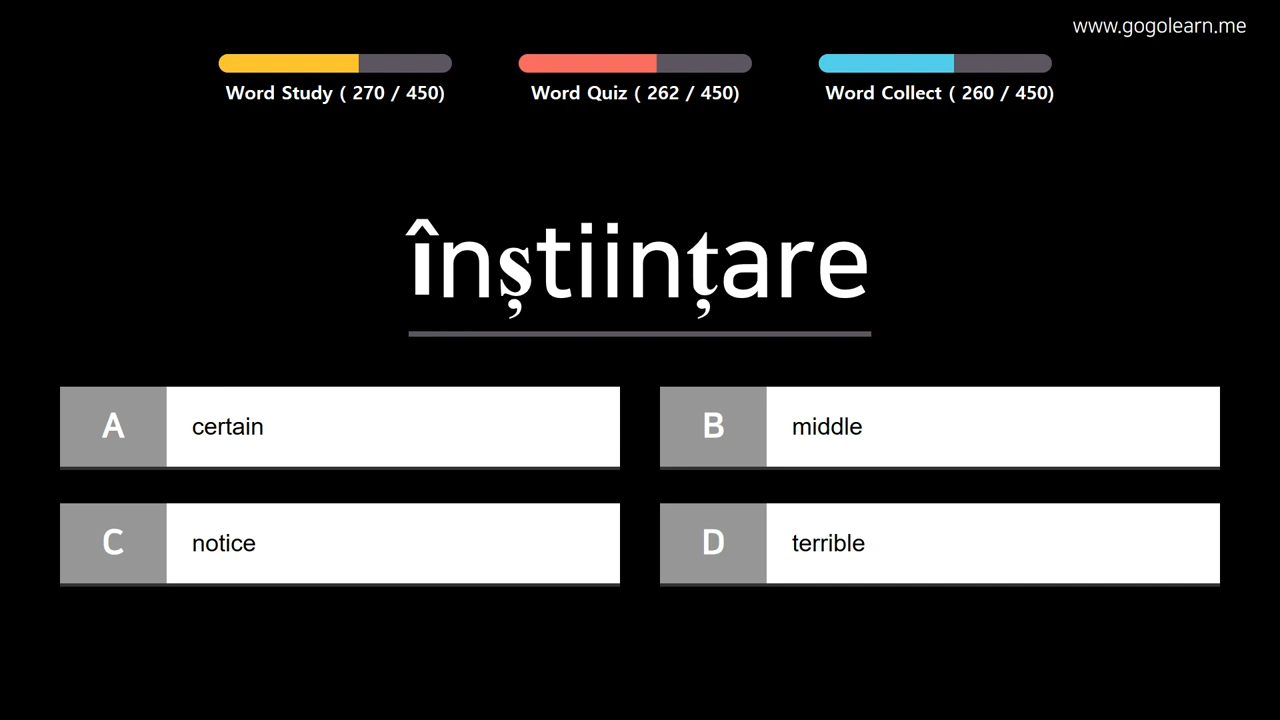 www.gogolearn.me
Word Study ( 270 / 450)
Word Quiz ( 262 / 450)
Word Collect ( 260 / 450)
înștiințare
A certain
B middle
C notice
D terrible